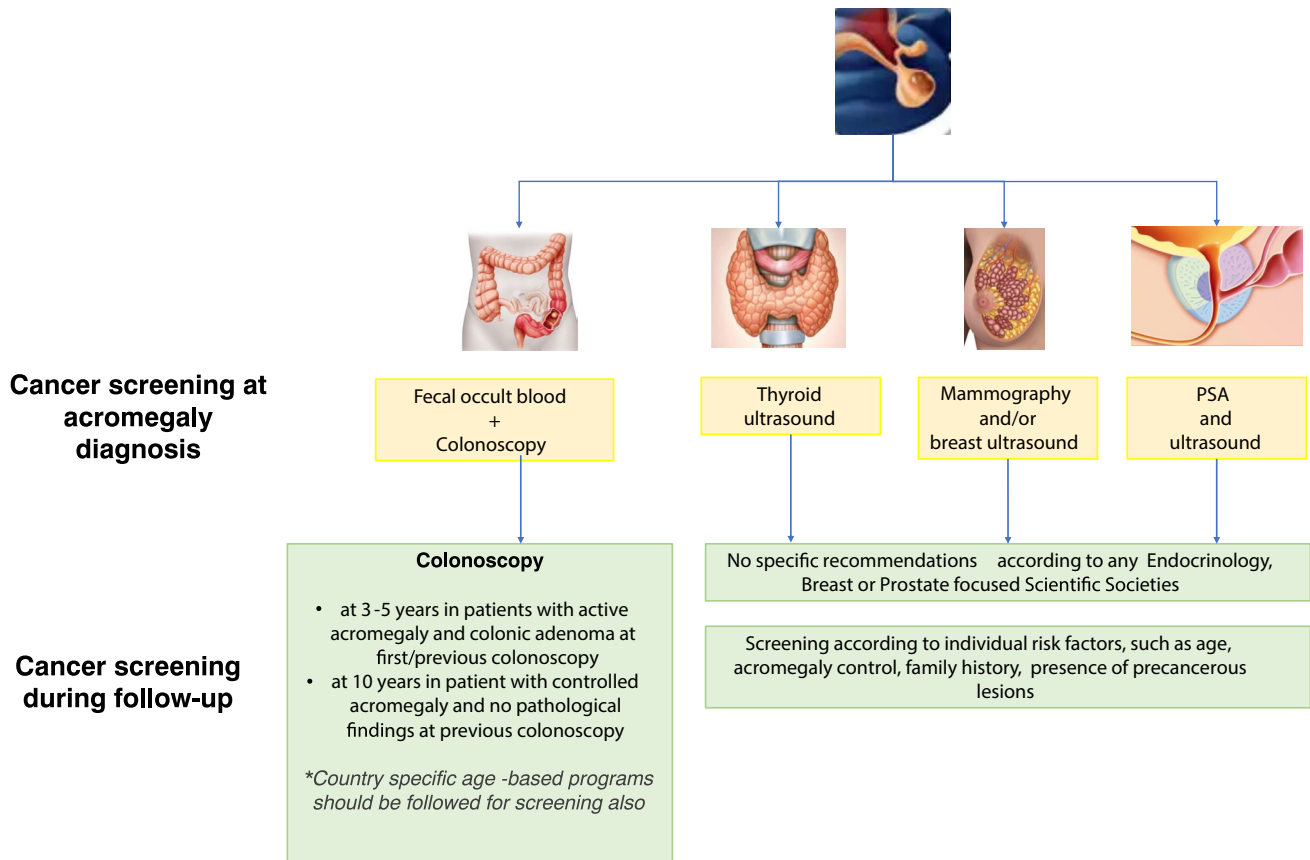 Cancer screening at
acromegaly
diagnosis
Fecal occult blood
+
Colonoscopy
Thyroid
ultrasound
Mammography
and/or
breast ultrasound
PSA
and
ultrasound
Cancer screening
during follow-up
Colonoscopy
• at 3-5 years in patients with active
acromegaly and colonic adenoma at
first/previous colonoscopy
• at 10 years in patient with controlled
acromegaly and no pathological
findings at previous colonoscopy
*Country specific age -based programs
should be followed for screening also
No specific recommendations according to any Endocrinology,
Breast or Prostate focused Scientific Societies
Screening according to individual risk factors, such as age,
acromegaly control, family history, presence of precancerous
lesions